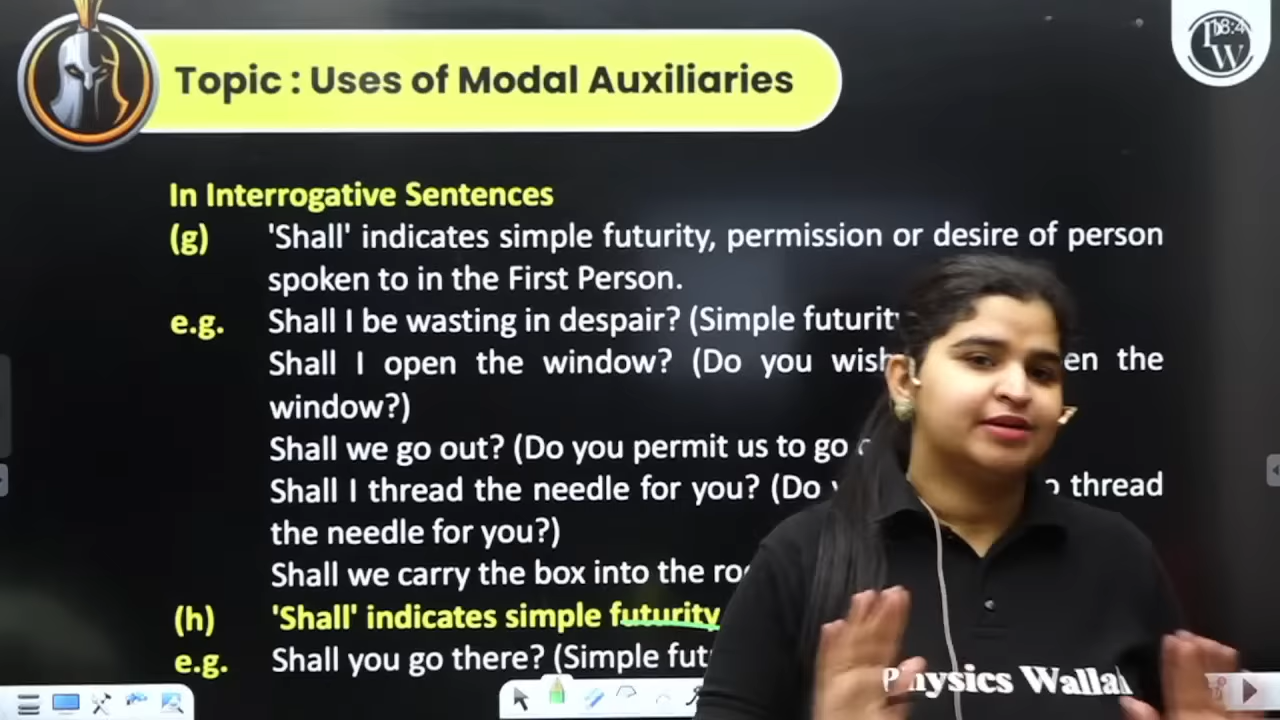 Topic : Uses of Modal Auxiliaries
18:4
PW
In Interrogative Sentences
(g) 'Shall' indicates simple futurity, permission or desire of person
spoken to in the First Person.
e.g. Shall I be wasting in despair? (Simple futurity
Shall I open the window? (Do you wish en the
window?)
Shall we go out? (Do you permit us to go
Shall I thread the needle for you? (Do thread
the needle for you?)
Shall we carry the box into the
(h) 'Shall' indicates simple futurity
e.g. Shall you go there? (Simple
Physics Wallah